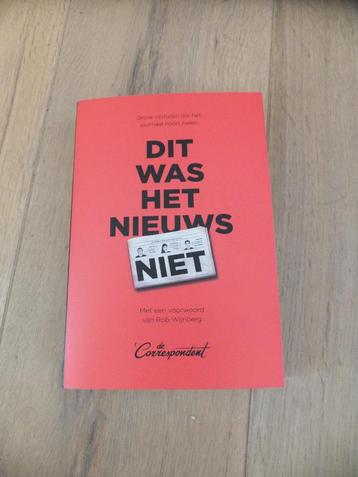 Grote verhalen die het
journaal nooit halen
DIT
WAS
HET
NIEUWS
NIET
Met een voorwoord
van Rob Wijnberg
de
Correspondent